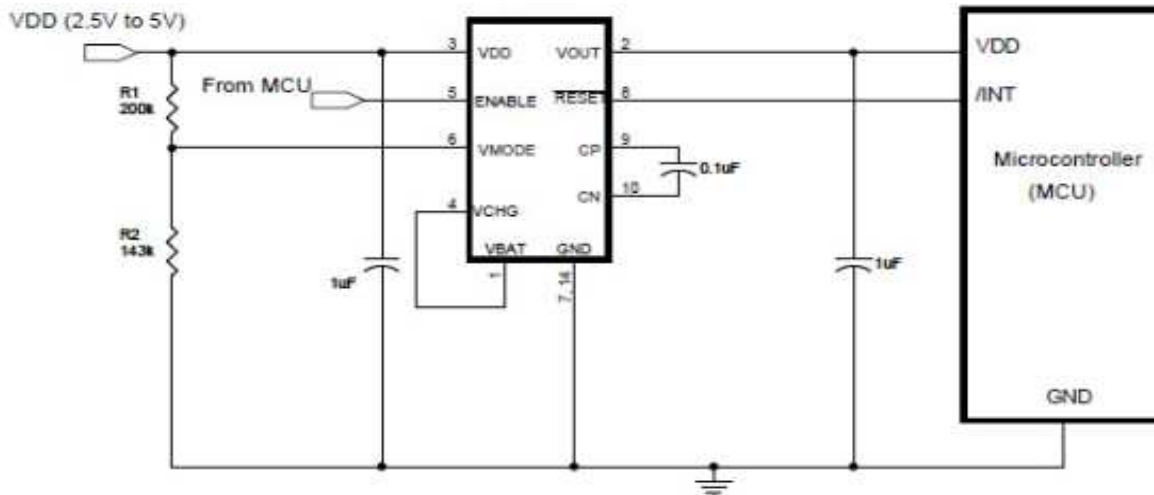 VDD (2.5V to 5V)
R1
200k
From MCU
R2
143k
1uF
3
5
6
4
VDD
ENABLE
VMODE
VCHG
VBAT
GND
VOUT
RESET
CP
CN
1
7, 14
2
9
10
0.1uF
1uF
VDD
/INT
Microcontroller
(MCU)
GND